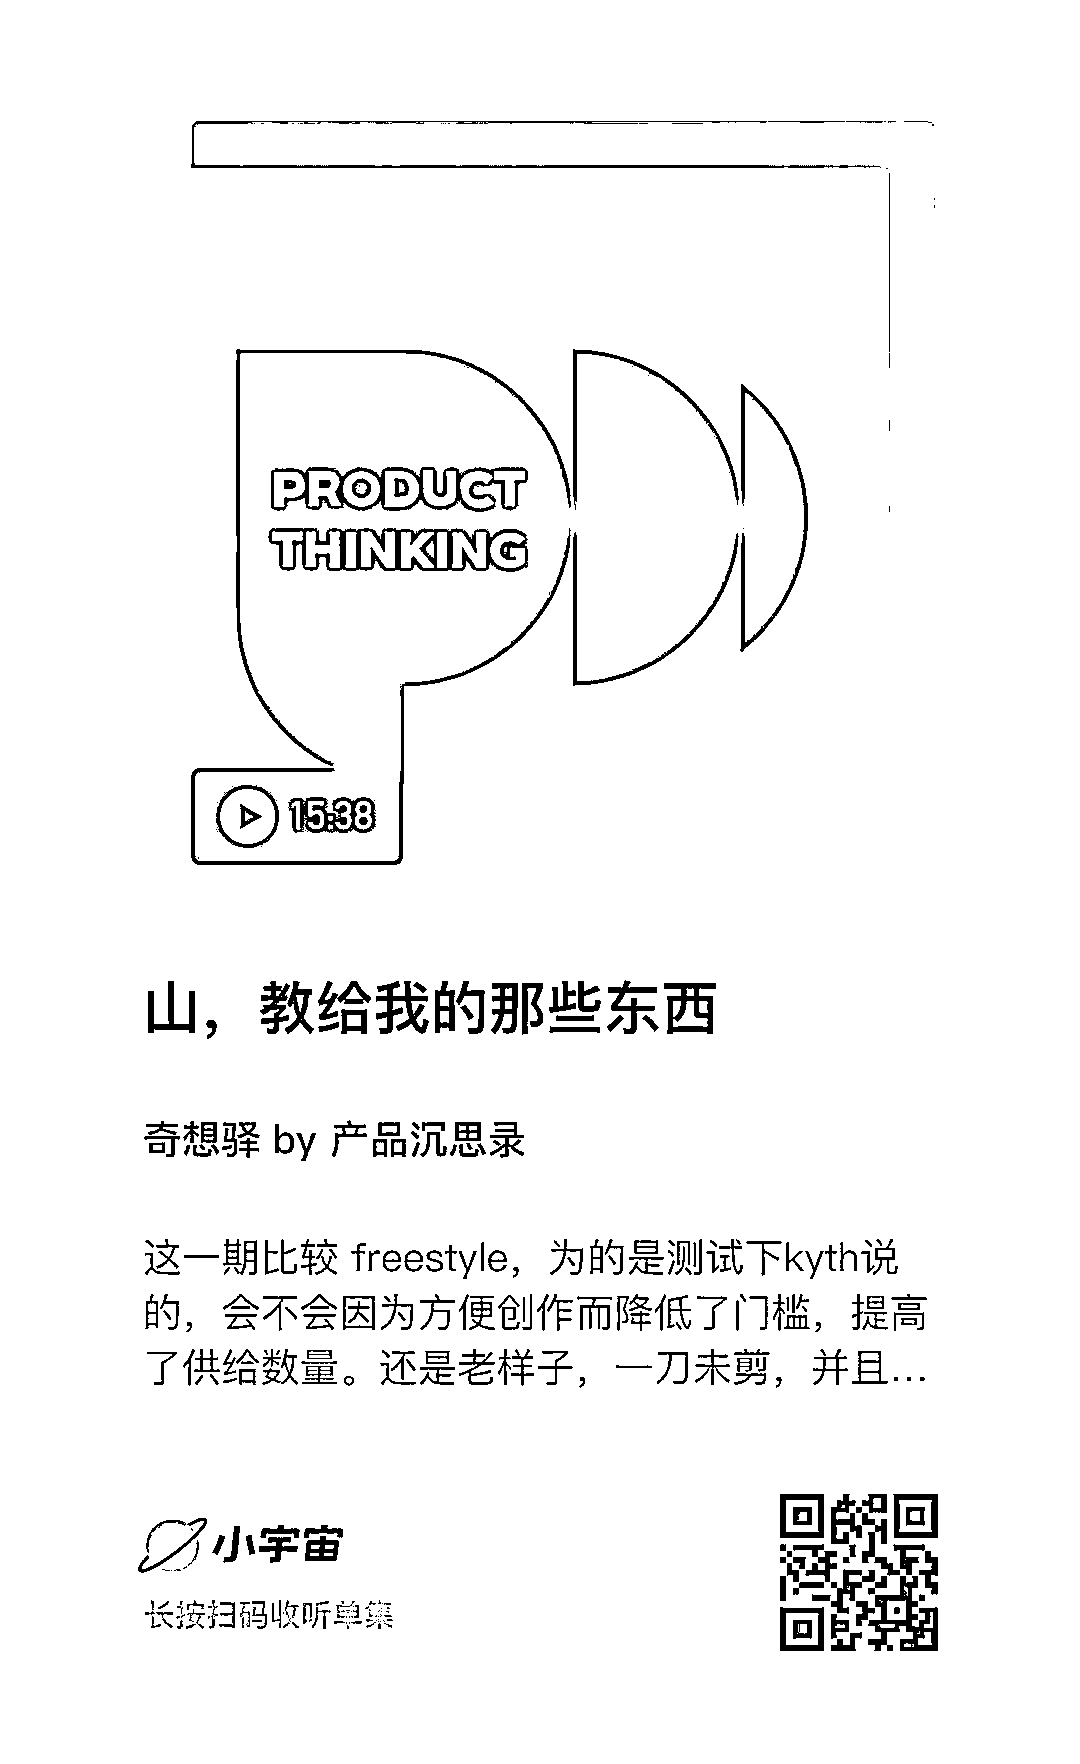 PRODUCT
THINKING
15:38
山，教给我的那些东西
奇想驿 by 产品沉思录
这一期比较 freestyle，为的是测试下kyth说
的，会不会因为方便创作而降低了门槛，提高
了供给数量。还是老样子，一刀未剪，并且...
小宇宙
长按扫码收听单集